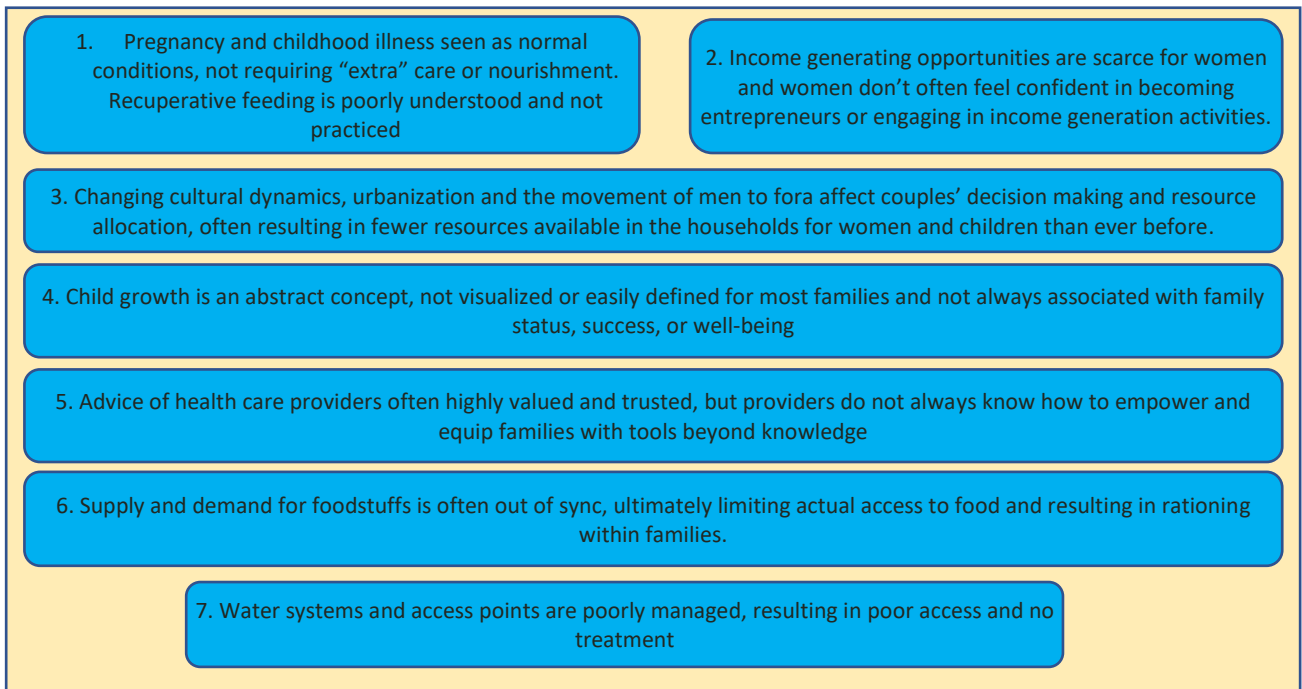 1. Pregnancy and childhood illness seen as normal
conditions, not requiring “extra” care or nourishment.
Recuperative feeding is poorly understood and not
practiced
2. Income generating opportunities are scarce for women
and women don’t often feel confident in becoming
entrepreneurs or engaging in income generation activities.
3. Changing cultural dynamics, urbanization and the movement of men to fora affect couples’ decision making and resource
allocation, often resulting in fewer resources available in the households for women and children than ever before.
4. Child growth is an abstract concept, not visualized or easily defined for most families and not always associated with family
status, success, or well-being
5. Advice of health care providers often highly valued and trusted, but providers do not always know how to empower and
equip families with tools beyond knowledge
6. Supply and demand for foodstuffs is often out of sync, ultimately limiting actual access to food and resulting in rationing
within families.
7. Water systems and access points are poorly managed, resulting in poor access and no
treatment